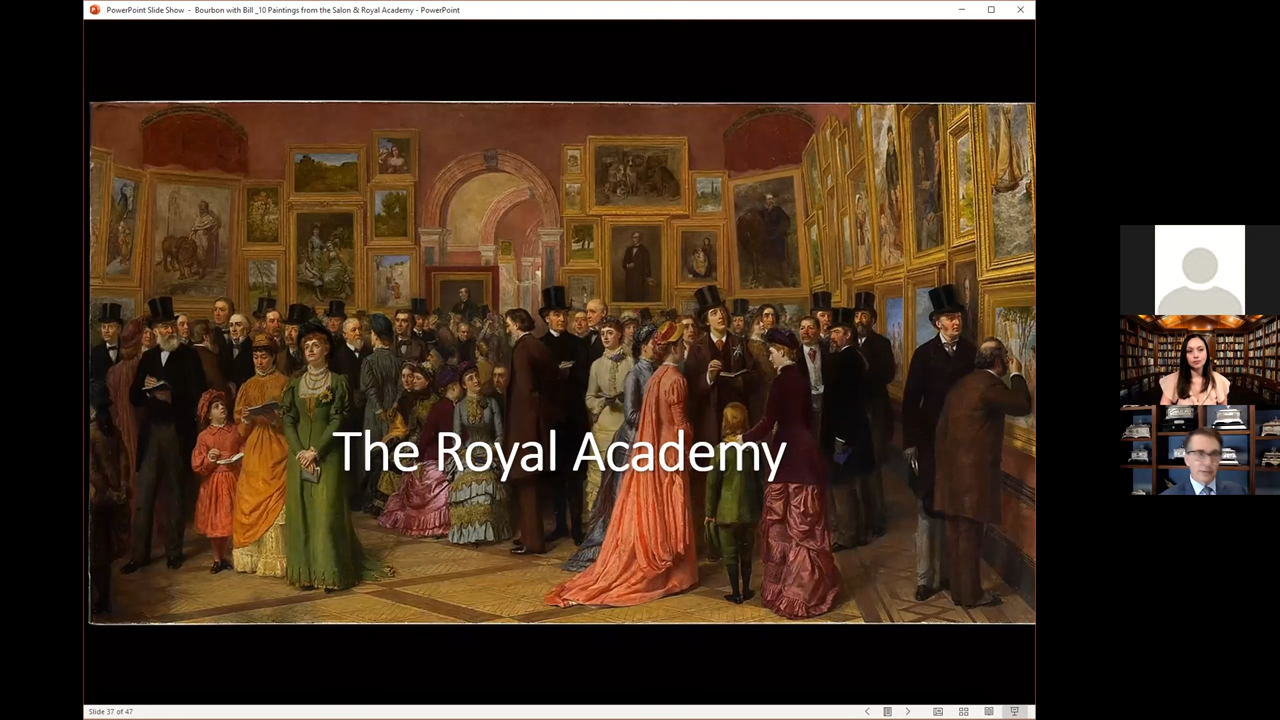 PowerPoint Slide Show - Bourbon with Bill _10 Paintings from the Salon & Royal Academy - PowerPoint
The Royal Academy
Slide 37 of 47